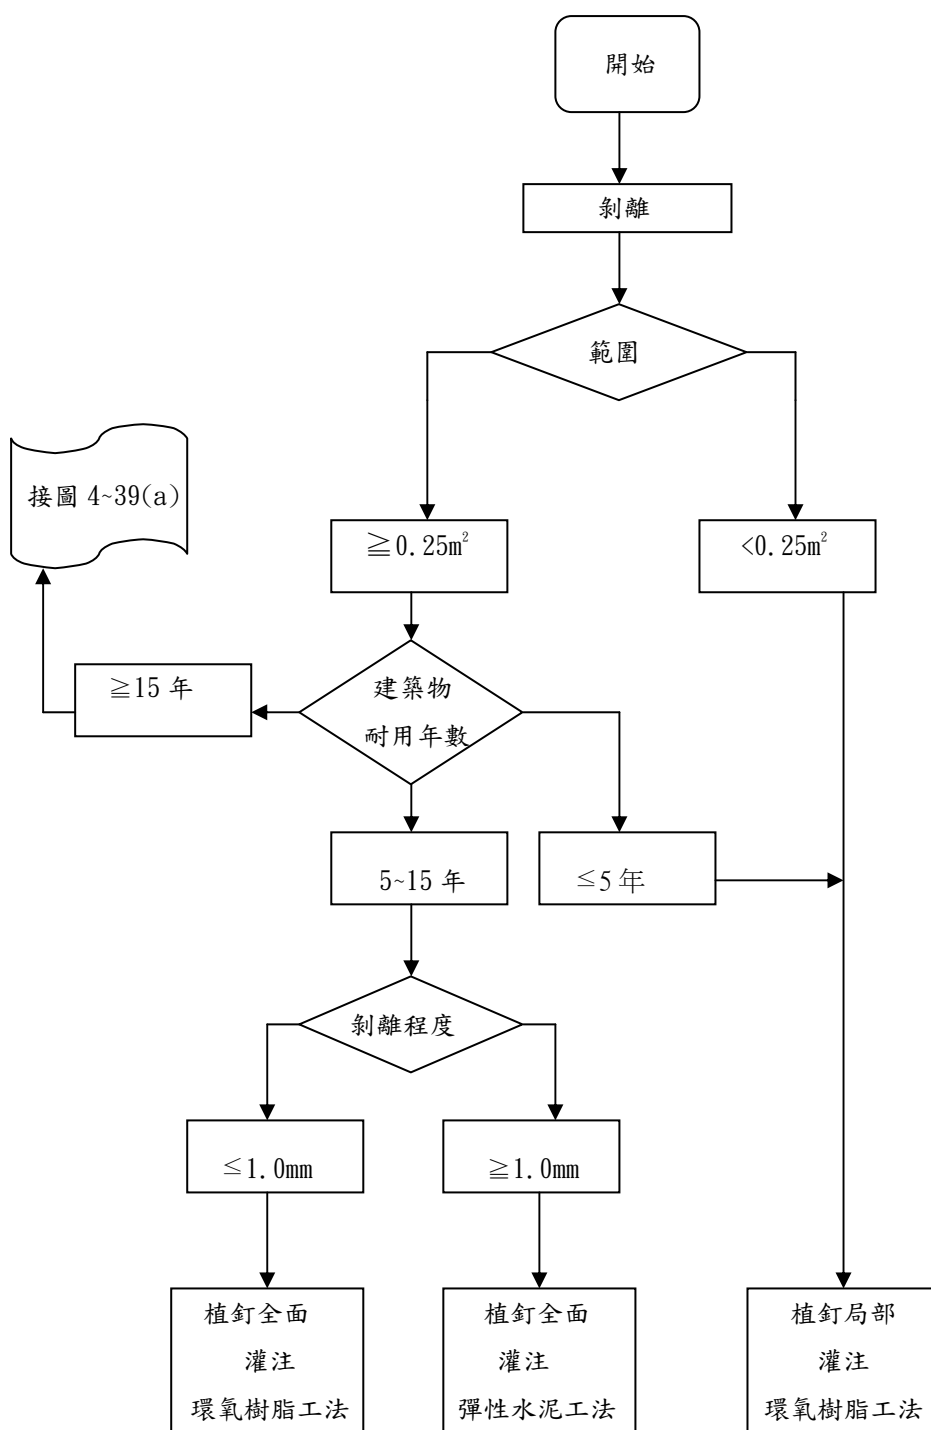 開始
剝離
範圍
接圖 4~39(a)
≧0.25m²
<0.25m²
≧15 年
建築物
耐用年數
5~15 年
≤5 年
剝離程度
≤1.0mm
≧1.0mm
植釘全面
灌注
環氧樹脂工法
植釘全面
灌注
彈性水泥工法
植釘局部
灌注
環氧樹脂工法